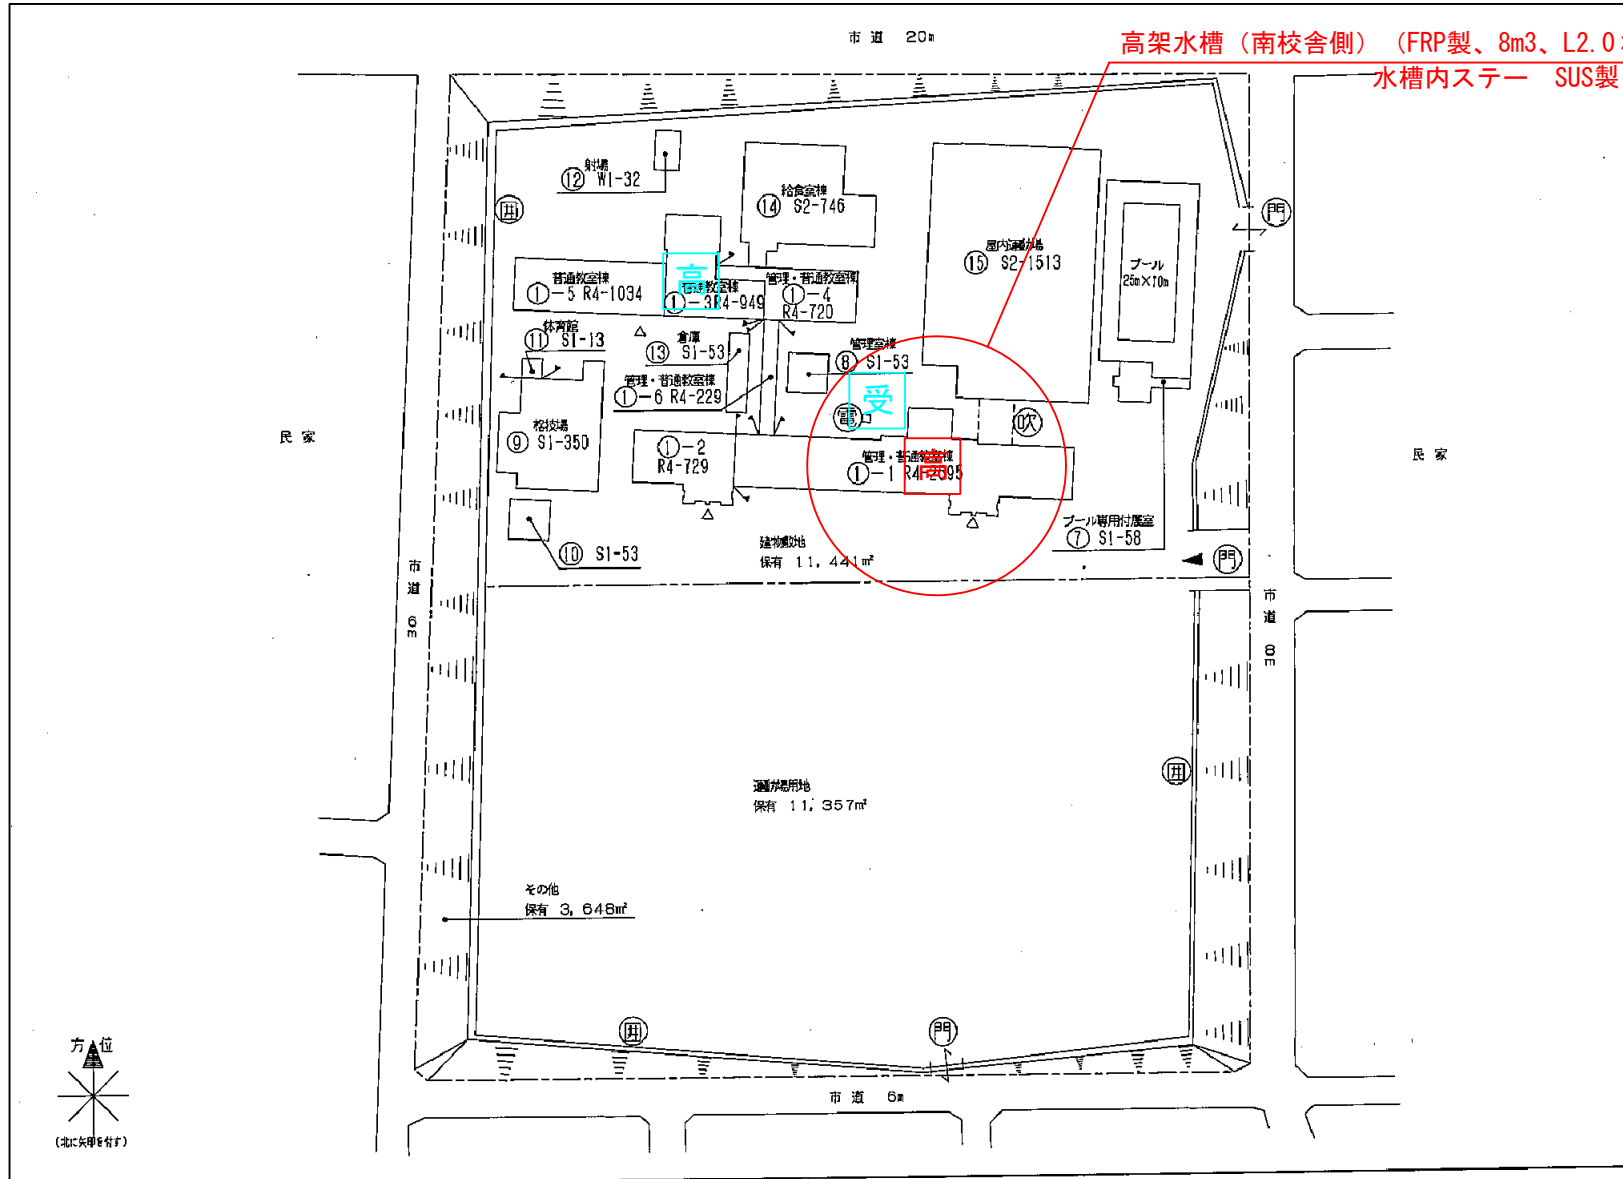 市道 20m
高架水槽（南校舎側）（FRP製、8m3、L2.0
水槽内ステー SUS製
射場
⑫ W1-32
囲
給食室棟
⑭ S2-746
門
屋内運動場
⑮ S2-1513
プール
25m×10m
高
普通教室棟
①-5 R4-1034
普通教室棟
①-3R4-949
管理・普通教室棟
①-4
R4-720
体育館
⑪ S1-13
倉庫
⑬ S1-53
管理室棟
⑧ S1-53
管理・普通教室棟
①-6 R4-229
受
電
吹
格技場
⑨ S1-350
①-2
R4-729
管理・普通教室棟
①-1 R4-2095
高
民家
民家
プール専用付属室
⑦ S1-58
⑩ S1-53
建物敷地
保有 11,441㎡
門
市道 6m
市道 8m
囲
運動場用地
保有 11,357㎡
その他
保有 3,648㎡
囲
門
市道 6m
方位
(北に矢印を付す)